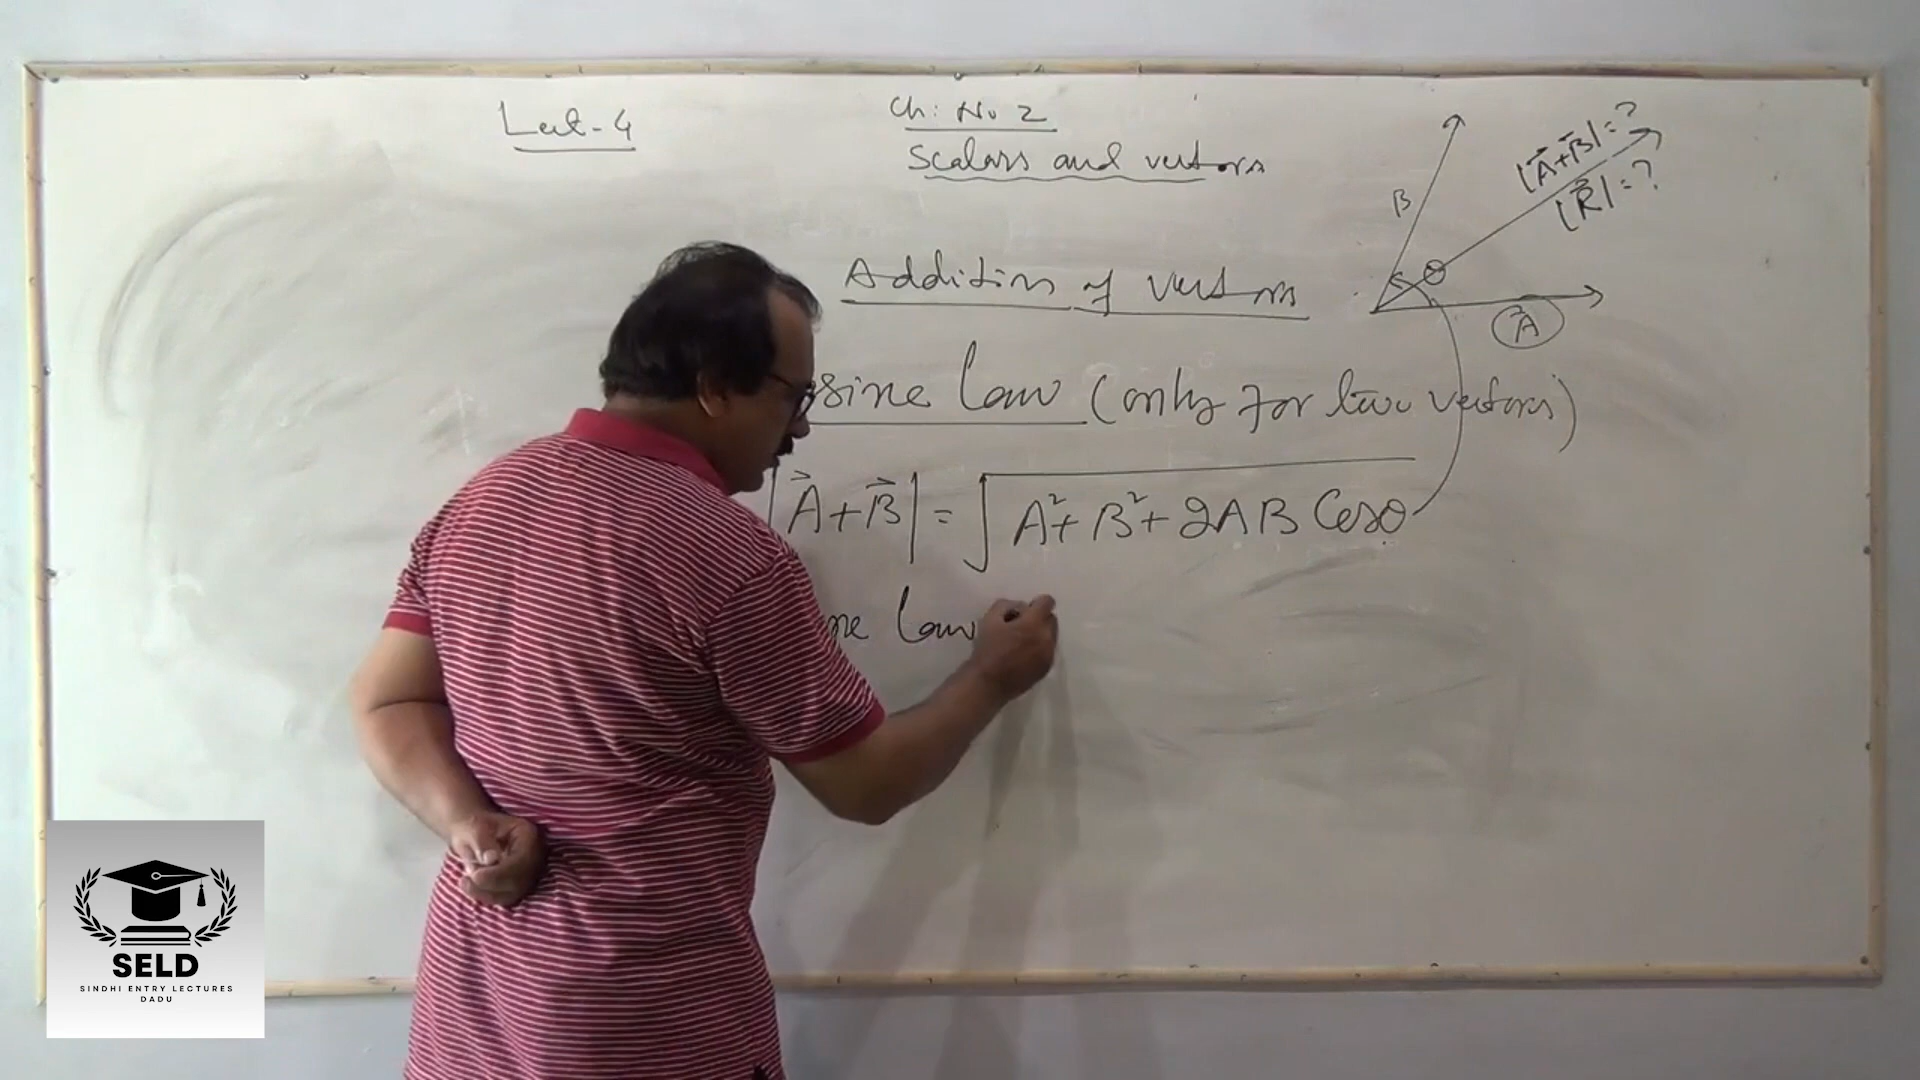 Lect-4
Ch: No 2
Scalars and vectors
B
|A⃗+B⃗|=?
|R⃗|=?
θ
A⃗
Addition of vectors
sine law (only for two vectors)
|A⃗+B⃗| = √A²+B²+2AB Cosθ
ne law
SELD
SINDHI ENTRY LECTURES
DADU